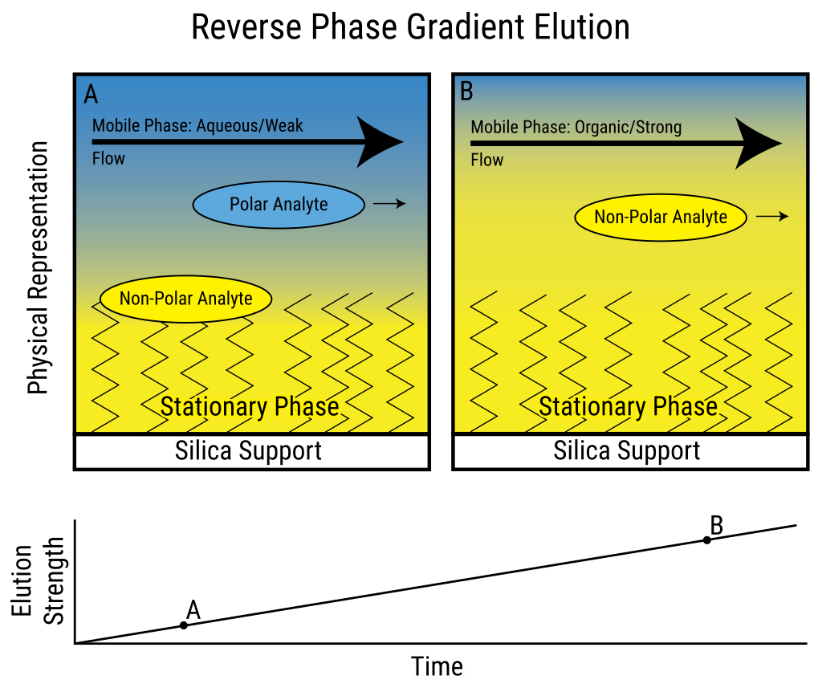 Reverse Phase Gradient Elution
Physical Representation
A
Mobile Phase: Aqueous/Weak
Flow
Polar Analyte
Non-Polar Analyte
Stationary Phase
Silica Support
B
Mobile Phase: Organic/Strong
Flow
Non-Polar Analyte
Stationary Phase
Silica Support
Elution
Strength
A
B
Time